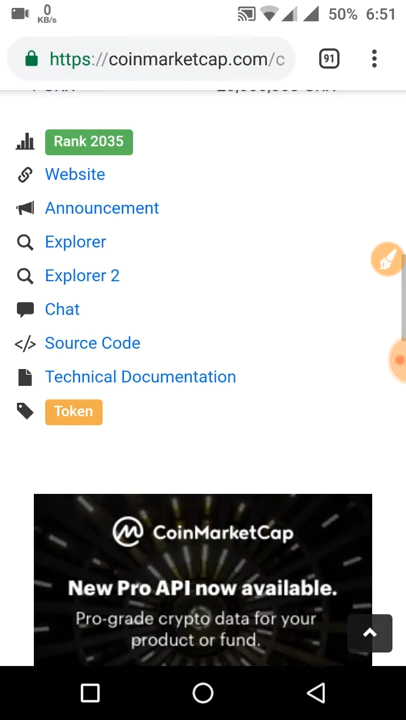 0
KB/s
50% 6:51
https://coinmarketcap.com/c
91
Rank 2035
Website
Announcement
Explorer
Explorer 2
Chat
</> Source Code
Technical Documentation
Token
CoinMarketCap
New Pro API now available.
Pro-grade crypto data for your
product or fund.